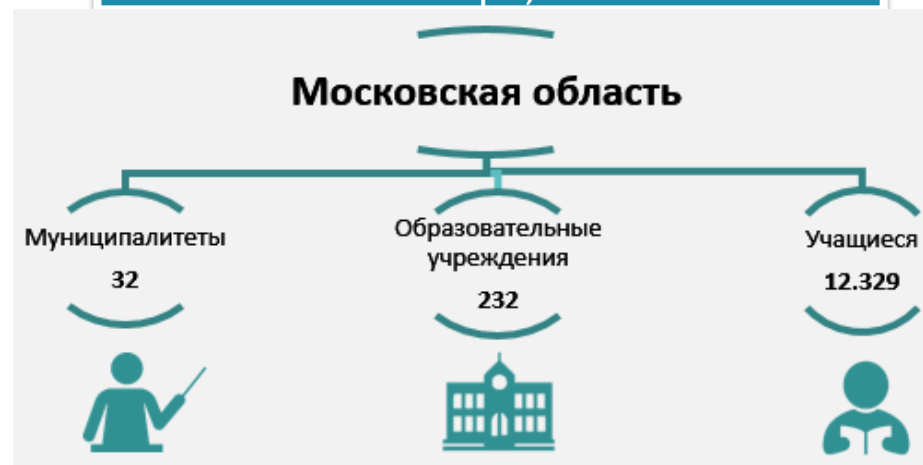 Московская область
Муниципалитеты
32
Образовательные
учреждения
232
Учащиеся
12.329